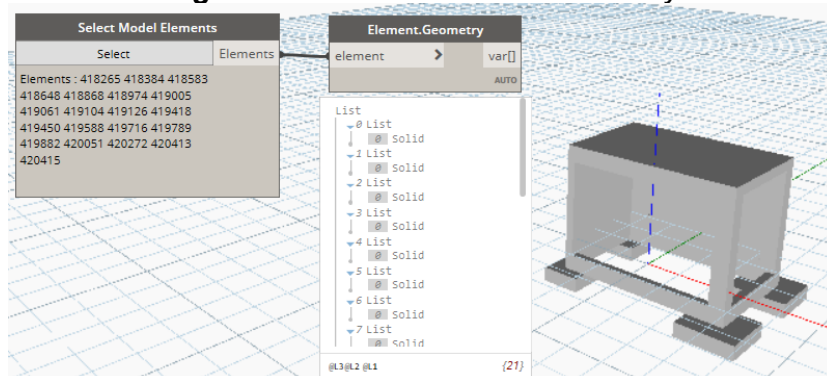 Select Model Elements
Select
Elements
Elements : 418265 418384 418583
418648 418868 418974 419005
419061 419104 419126 419418
419450 419588 419716 419789
419882 420051 420272 420413
420415
Element.Geometry
element
>
var[]
AUTO
List
0 List
0 Solid
1 List
0 Solid
2 List
0 Solid
3 List
0 Solid
4 List
0 Solid
5 List
0 Solid
6 List
0 Solid
7 List
0 Solid
@L3 @L2 @L1
{21}